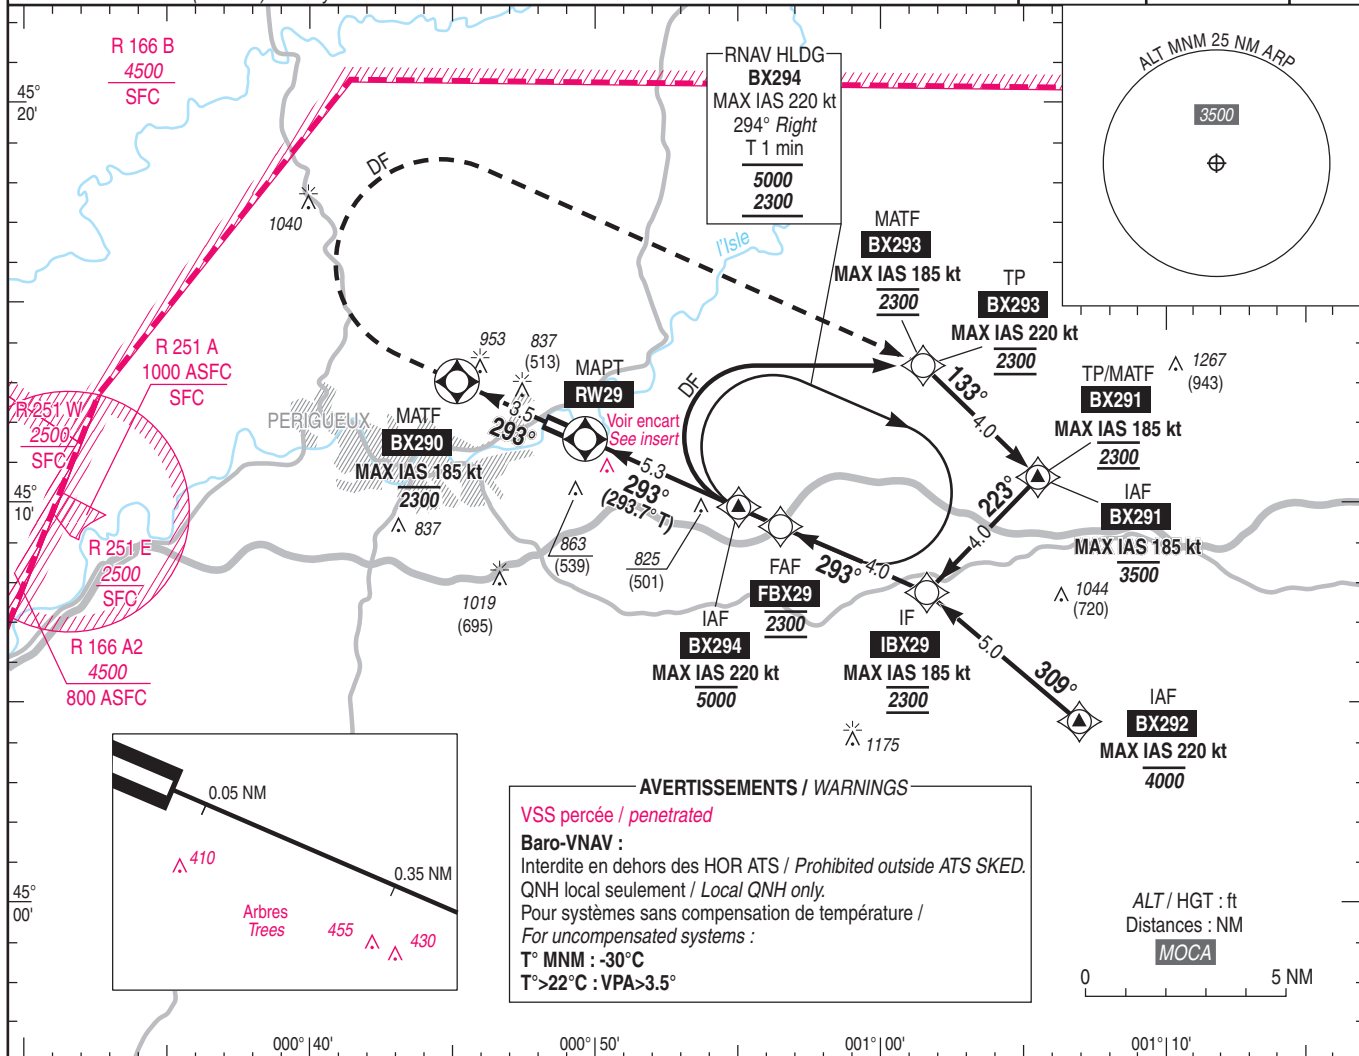 R 166 B
4500
SFC
45°
20'
RNAV HLDG
BX294
MAX IAS 220 kt
294° Right
T 1 min
5000
2300
ALT MNM 25 NM ARP
3500
DF
1040
l'Isle
MATF
BX293
MAX IAS 185 kt
2300
TP
BX293
MAX IAS 220 kt
2300
R 251 A
1000 ASFC
SFC
953
837
(513)
MAPT
RW29
1267
(943)
TP/MATF
BX291
MAX IAS 185 kt
2300
133°
4.0
DF
R 251 W
2500
SFC
PERIGUEUX
MATF
BX290
MAX IAS 185 kt
2300
3.5
293°
Voir encart
See insert
5.3
293°
(293.7° T)
223°
4.0
IAF
BX291
MAX IAS 185 kt
3500
45°
10'
837
863
(539)
825
(501)
R 251 E
2500
SFC
1019
(695)
FAF
FBX29
2300
293°
4.0
1044
(720)
IAF
BX294
MAX IAS 220 kt
5000
IF
IBX29
MAX IAS 185 kt
2300
5.0
309°
R 166 A2
4500
800 ASFC
IAF
BX292
MAX IAS 220 kt
4000
1175
0.05 NM
410
0.35 NM
Arbres
Trees
455
430
AVERTISSEMENTS / WARNINGS
VSS percée / penetrated
Baro-VNAV :
Interdite en dehors des HOR ATS / Prohibited outside ATS SKED.
QNH local seulement / Local QNH only.
Pour systèmes sans compensation de température /
For uncompensated systems :
T° MNM : -30°C
T°>22°C : VPA>3.5°
45°
00'
ALT / HGT : ft
Distances : NM
MOCA
0
5 NM
000° 40'
000° 50'
001° 00'
001° 10'